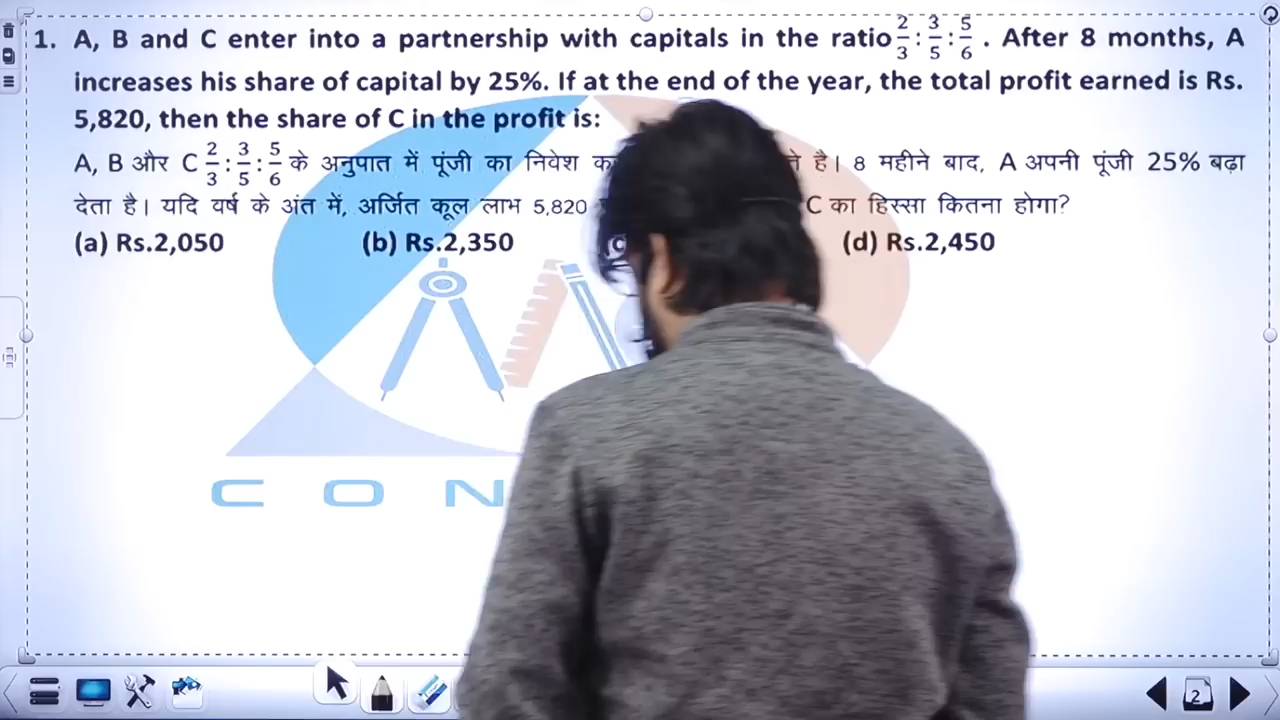 1. A, B and C enter into a partnership with capitals in the ratio 2/3 : 3/5 : 5/6 . After 8 months, A
increases his share of capital by 25%. If at the end of the year, the total profit earned is Rs.
5,820, then the share of C in the profit is:
A, B और C 2/3 : 3/5 : 5/6 के अनुपात में पूंजी का निवेश है। 8 महीने बाद, A अपनी पूंजी 25% बढ़ा
देता है। यदि वर्ष के अंत में, अर्जित कूल लाभ 5,820 C का हिस्सा कितना होगा?
(a) Rs.2,050 (b) Rs.2,350 (d) Rs.2,450
C O N
2